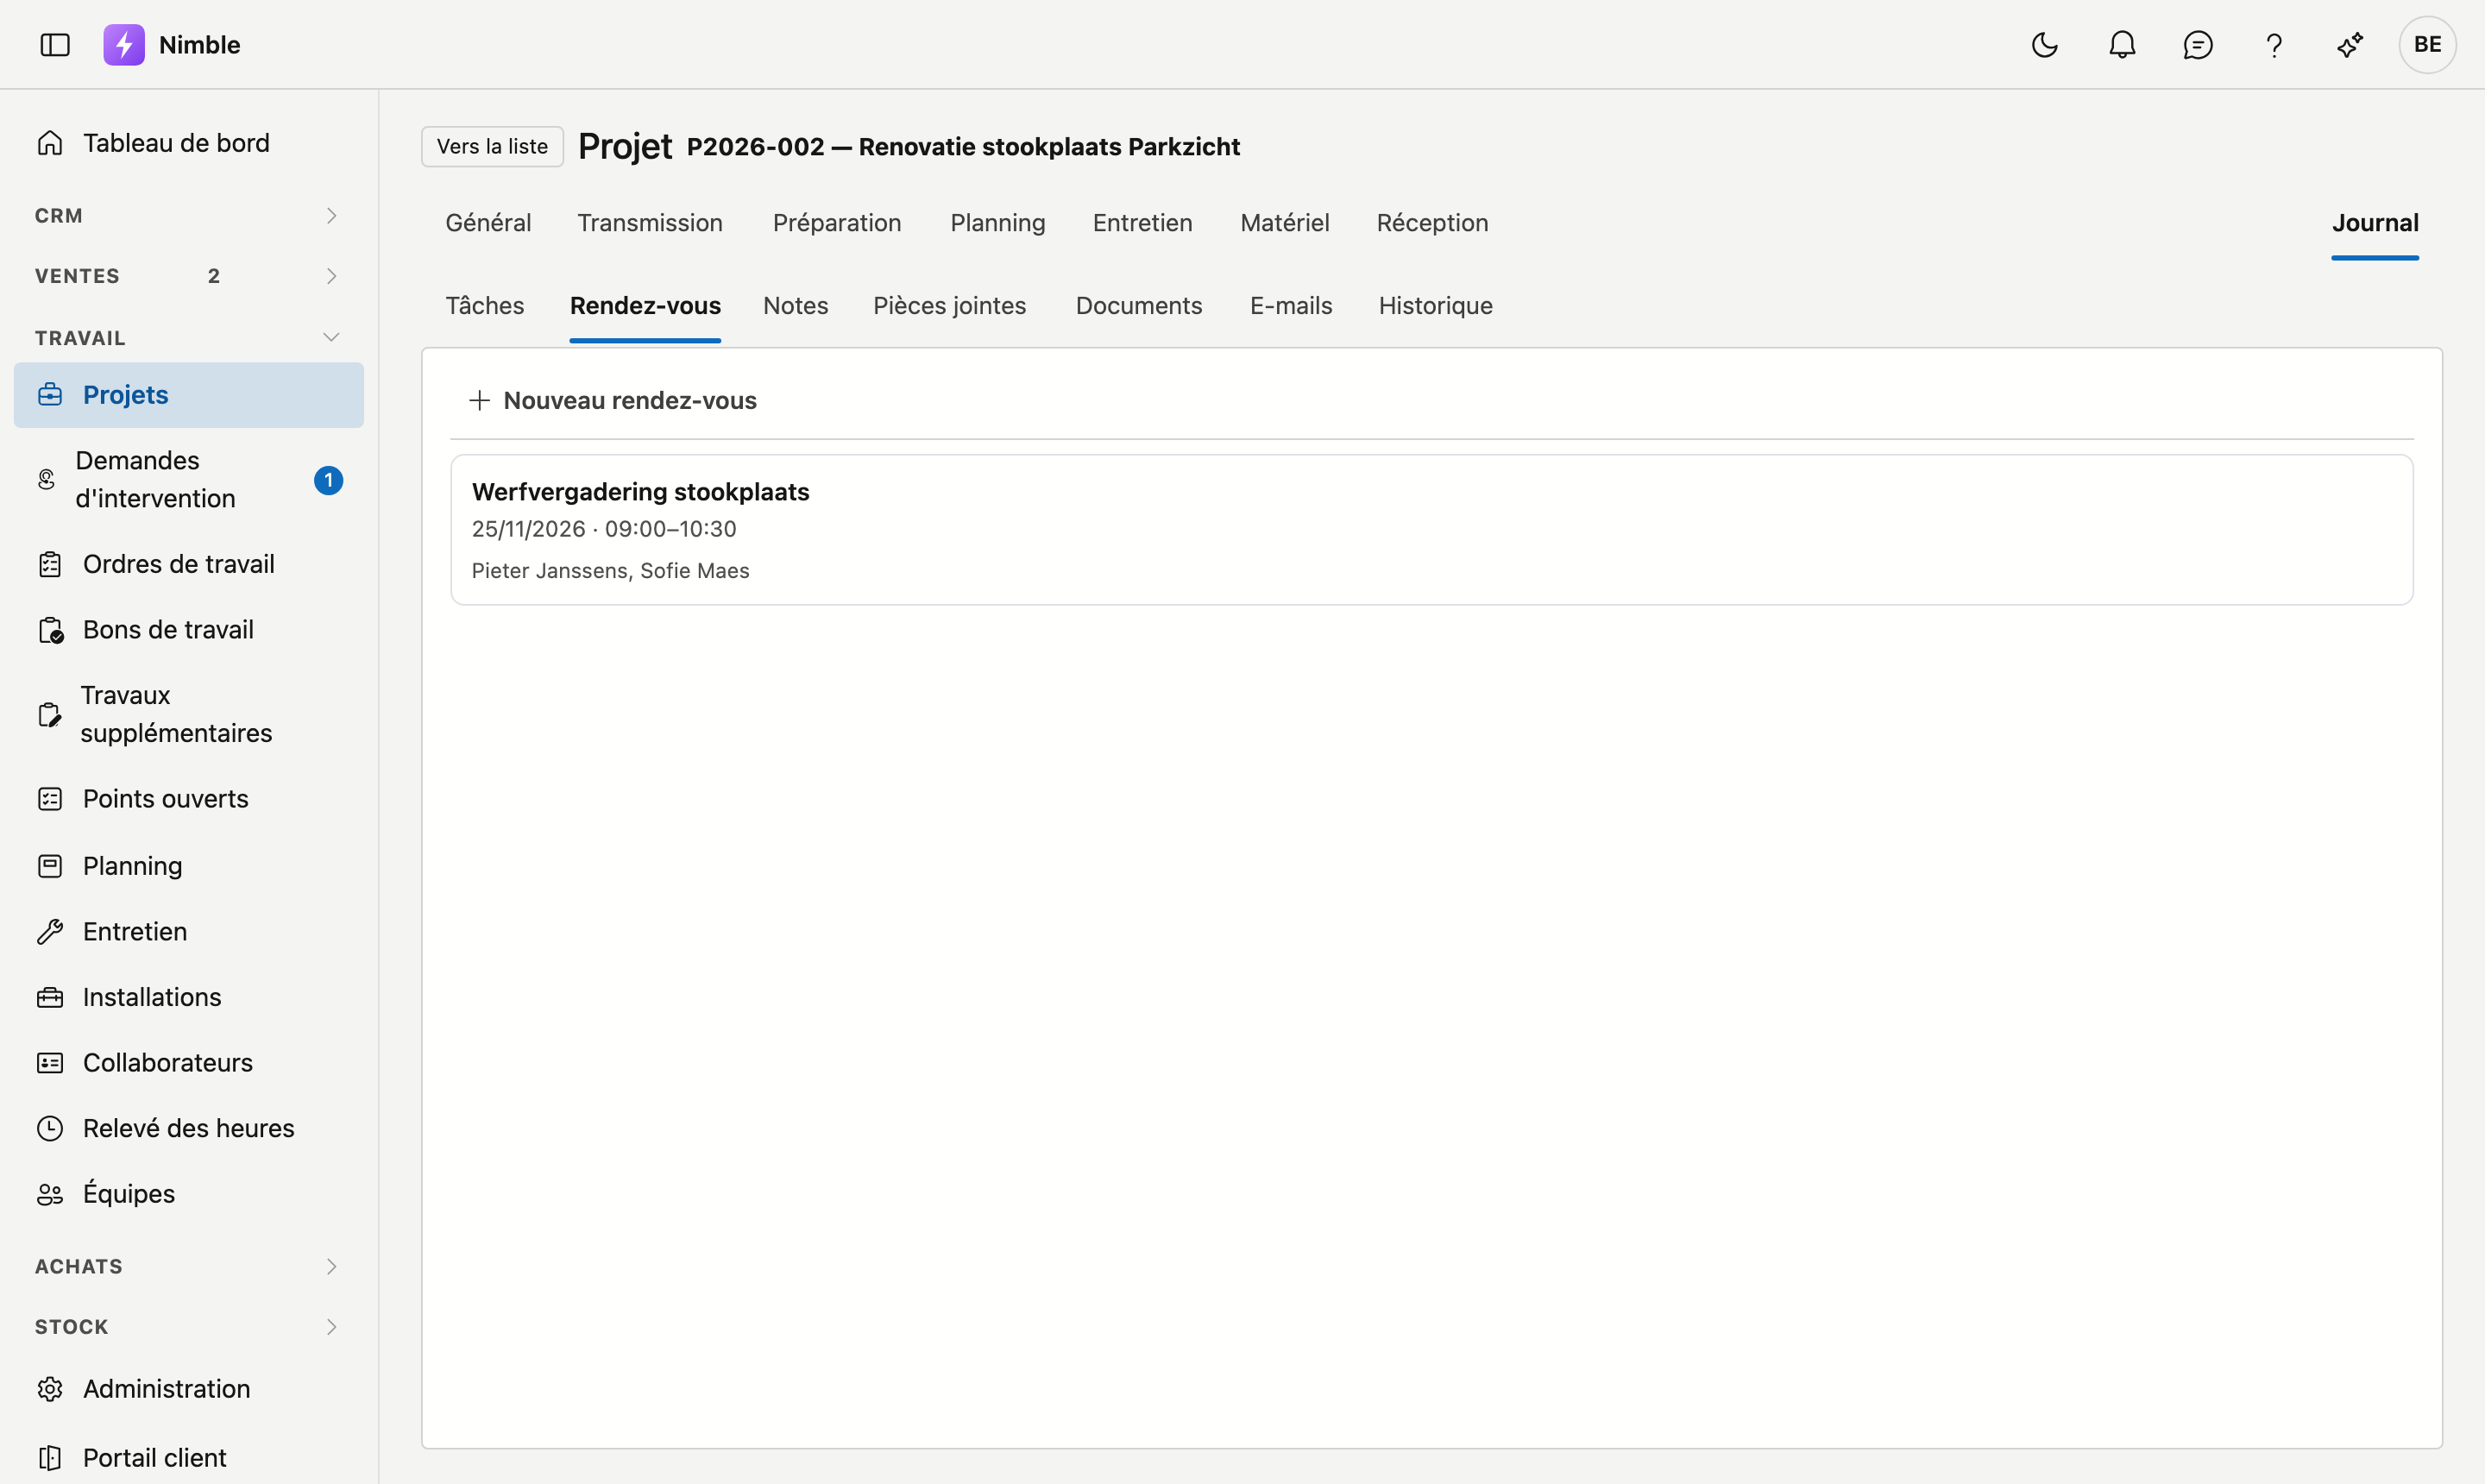 Nimble
BE
Tableau de bord
CRM
VENTES 2
TRAVAIL
Projets
Demandes
d'intervention
1
Ordres de travail
Bons de travail
Travaux
supplémentaires
Points ouverts
Planning
Entretien
Installations
Collaborateurs
Relevé des heures
Équipes
ACHATS
STOCK
Administration
Portail client
Vers la liste Projet P2026-002 — Renovatie stookplaats Parkzicht
Général Transmission Préparation Planning Entretien Matériel Réception Journal
Tâches Rendez-vous Notes Pièces jointes Documents E-mails Historique
Nouveau rendez-vous
Werfvergadering stookplaats
25/11/2026 · 09:00–10:30
Pieter Janssens, Sofie Maes